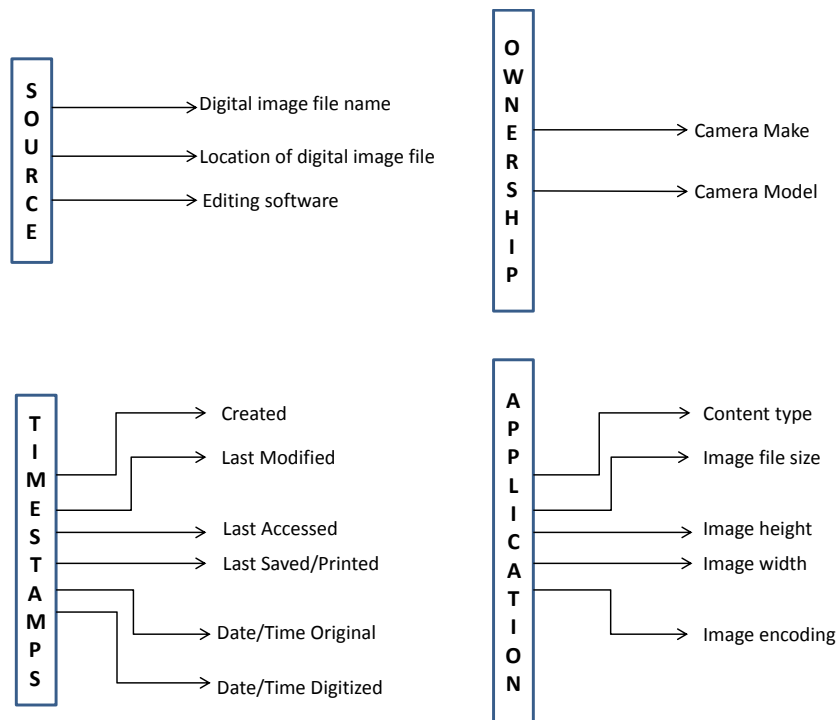 SOURCE
Digital image file name
Location of digital image file
Editing software
OWNERSHIP
Camera Make
Camera Model
TIMESTAMPS
Created
Last Modified
Last Accessed
Last Saved/Printed
Date/Time Original
Date/Time Digitized
APPLICATION
Content type
Image file size
Image height
Image width
Image encoding